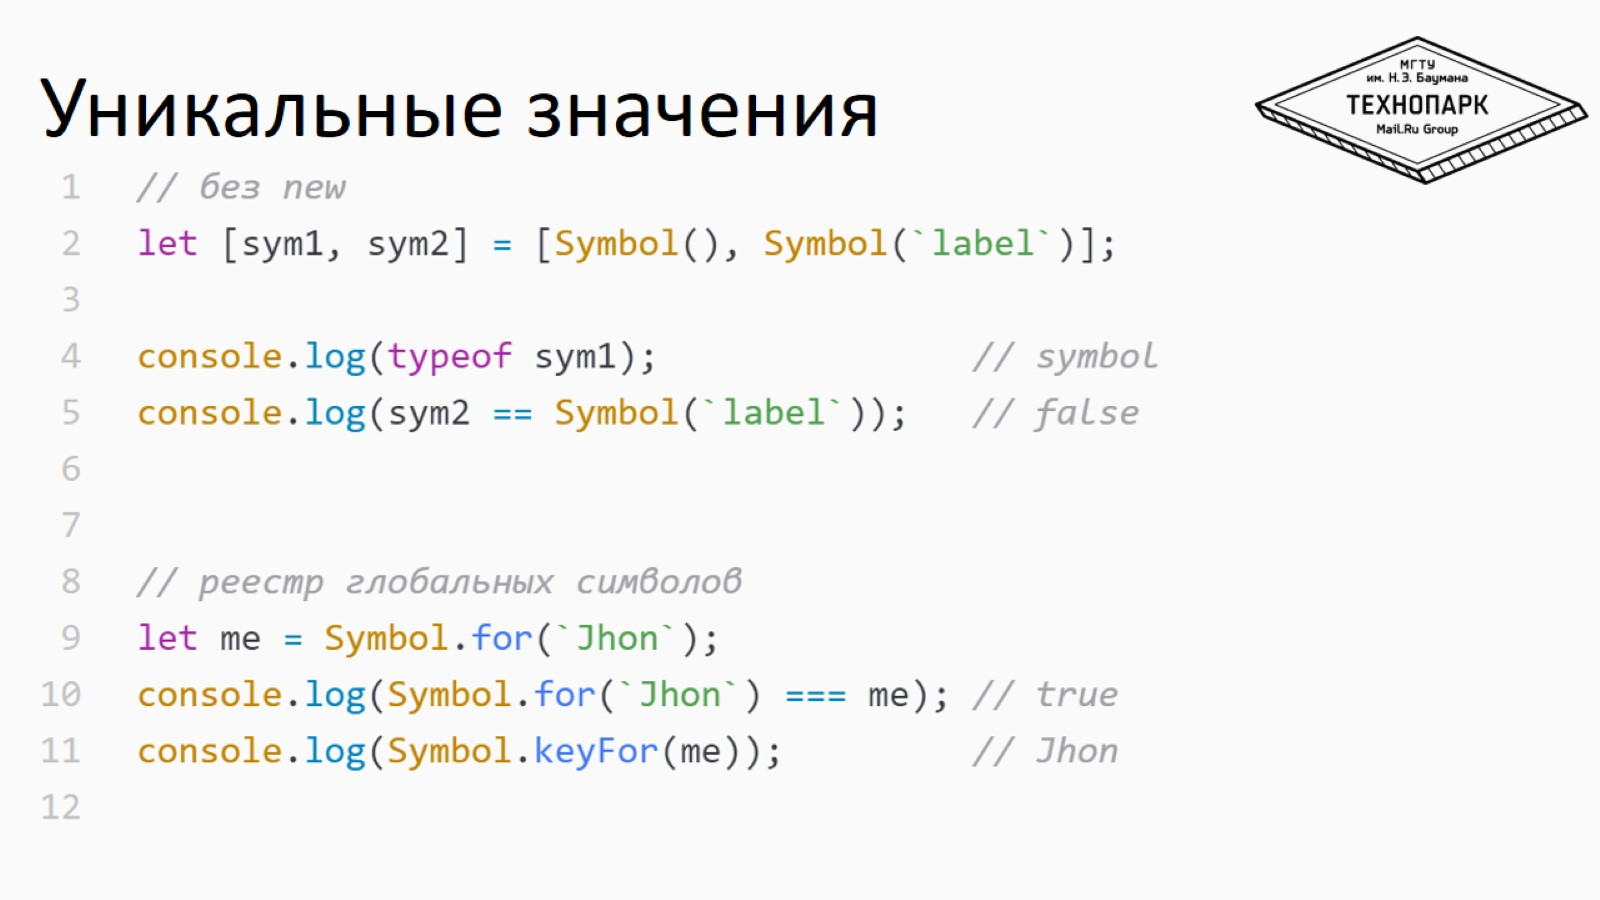 Уникальные значения
МГТУ
им. Н.Э. Баумана
ТЕХНОПАРК
Mail.Ru Group
1 // без new
2 let [sym1, sym2] = [Symbol(), Symbol(`label`)];
3
4 console.log(typeof sym1); // symbol
5 console.log(sym2 == Symbol(`label`)); // false
6
7
8 // реестр глобальных символов
9 let me = Symbol.for(`Jhon`);
10 console.log(Symbol.for(`Jhon`) === me); // true
11 console.log(Symbol.keyFor(me)); // Jhon
12